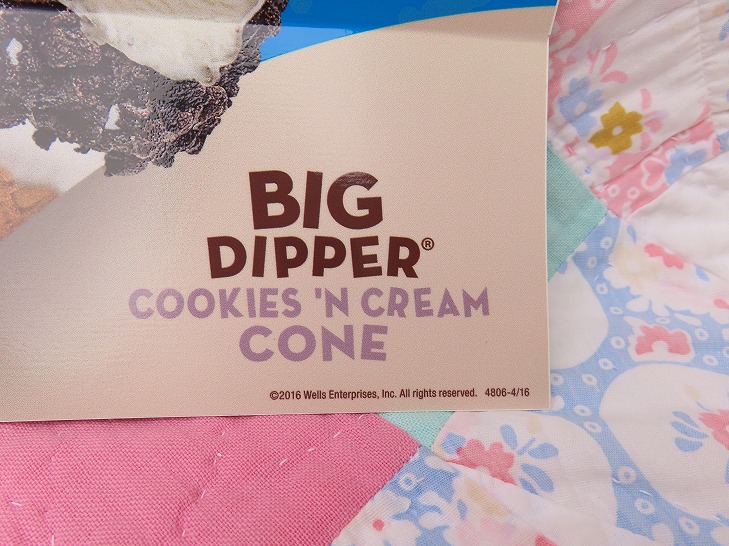 BIG
DIPPER®
COOKIES 'N CREAM
CONE
©2016 Wells Enterprises, Inc. All rights reserved. 4806-4/16